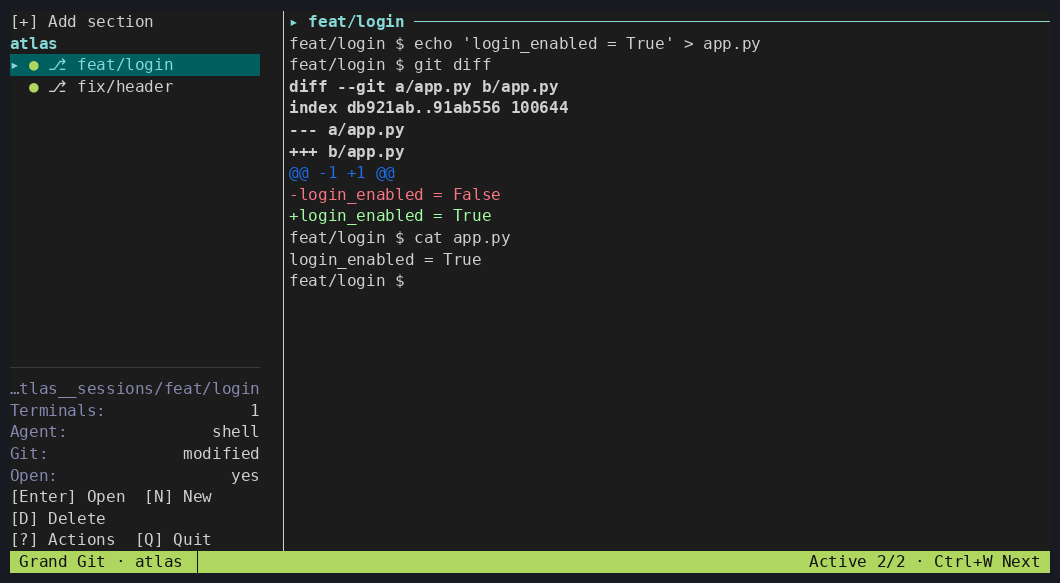 [+] Add section
atlas
▸ ● ⎇ feat/login
● ⎇ fix/header
…tlas__sessions/feat/login
Terminals: 1
Agent: shell
Git: modified
Open: yes
[Enter] Open  [N] New
[D] Delete
[?] Actions  [Q] Quit
▸ feat/login
feat/login $ echo 'login_enabled = True' > app.py
feat/login $ git diff
diff --git a/app.py b/app.py
index db921ab..91ab556 100644
--- a/app.py
+++ b/app.py
@@ -1 +1 @@
-login_enabled = False
+login_enabled = True
feat/login $ cat app.py
login_enabled = True
feat/login $
Grand Git · atlas
Active 2/2 · Ctrl+W Next